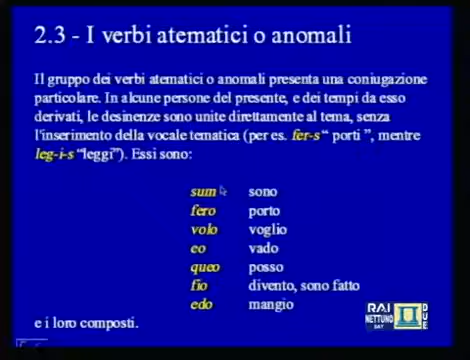 2.3 - I verbi atematici o anomali
Il gruppo dei verbi atematici o anomali presenta una coniugazione
particolare. In alcune persone del presente, e dei tempi da esso
derivati, le desinenze sono unite direttamente al tema, senza
l'inserimento della vocale tematica (per es. fer-s “ porti ”, mentre
leg-i-s “leggi”). Essi sono:
sum sono
fero porto
volo voglio
eo vado
queo posso
fio divento, sono fatto
edo mangio
e i loro composti.
RAI
NETTUNO
SAT
DUE